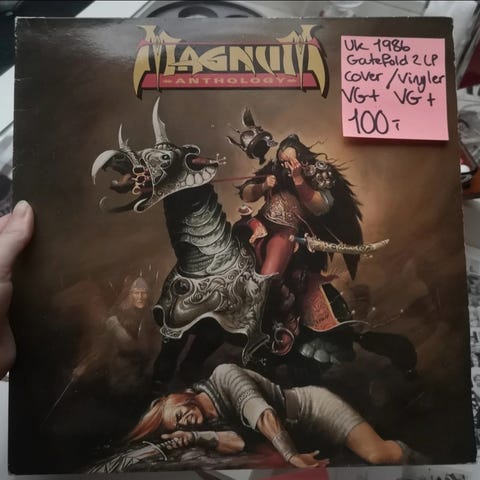 MAGNUM
ANTHOLOGY
UK 1986
Gatefold 2 LP
cover / vinyler
VG+ VG+
100:-